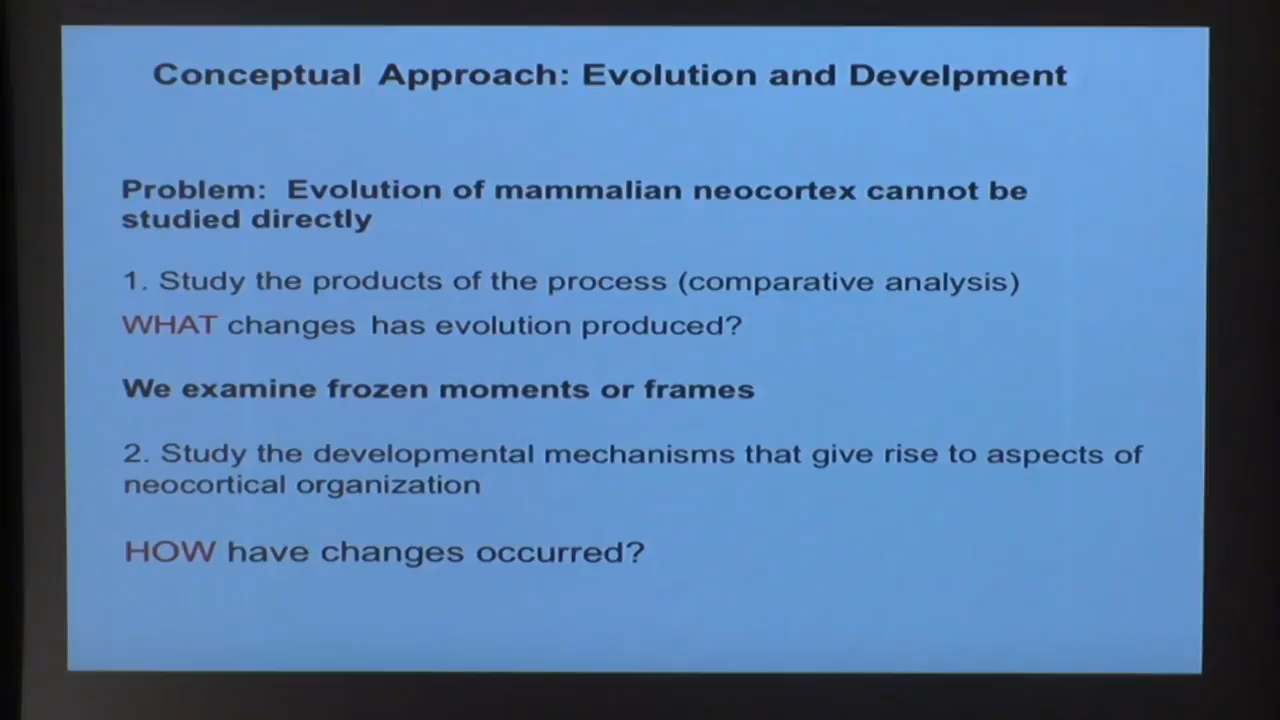 Conceptual Approach: Evolution and Develpment
Problem: Evolution of mammalian neocortex cannot be
studied directly
1. Study the products of the process (comparative analysis)
WHAT changes has evolution produced?
We examine frozen moments or frames
2. Study the developmental mechanisms that give rise to aspects of
neocortical organization
HOW have changes occurred?